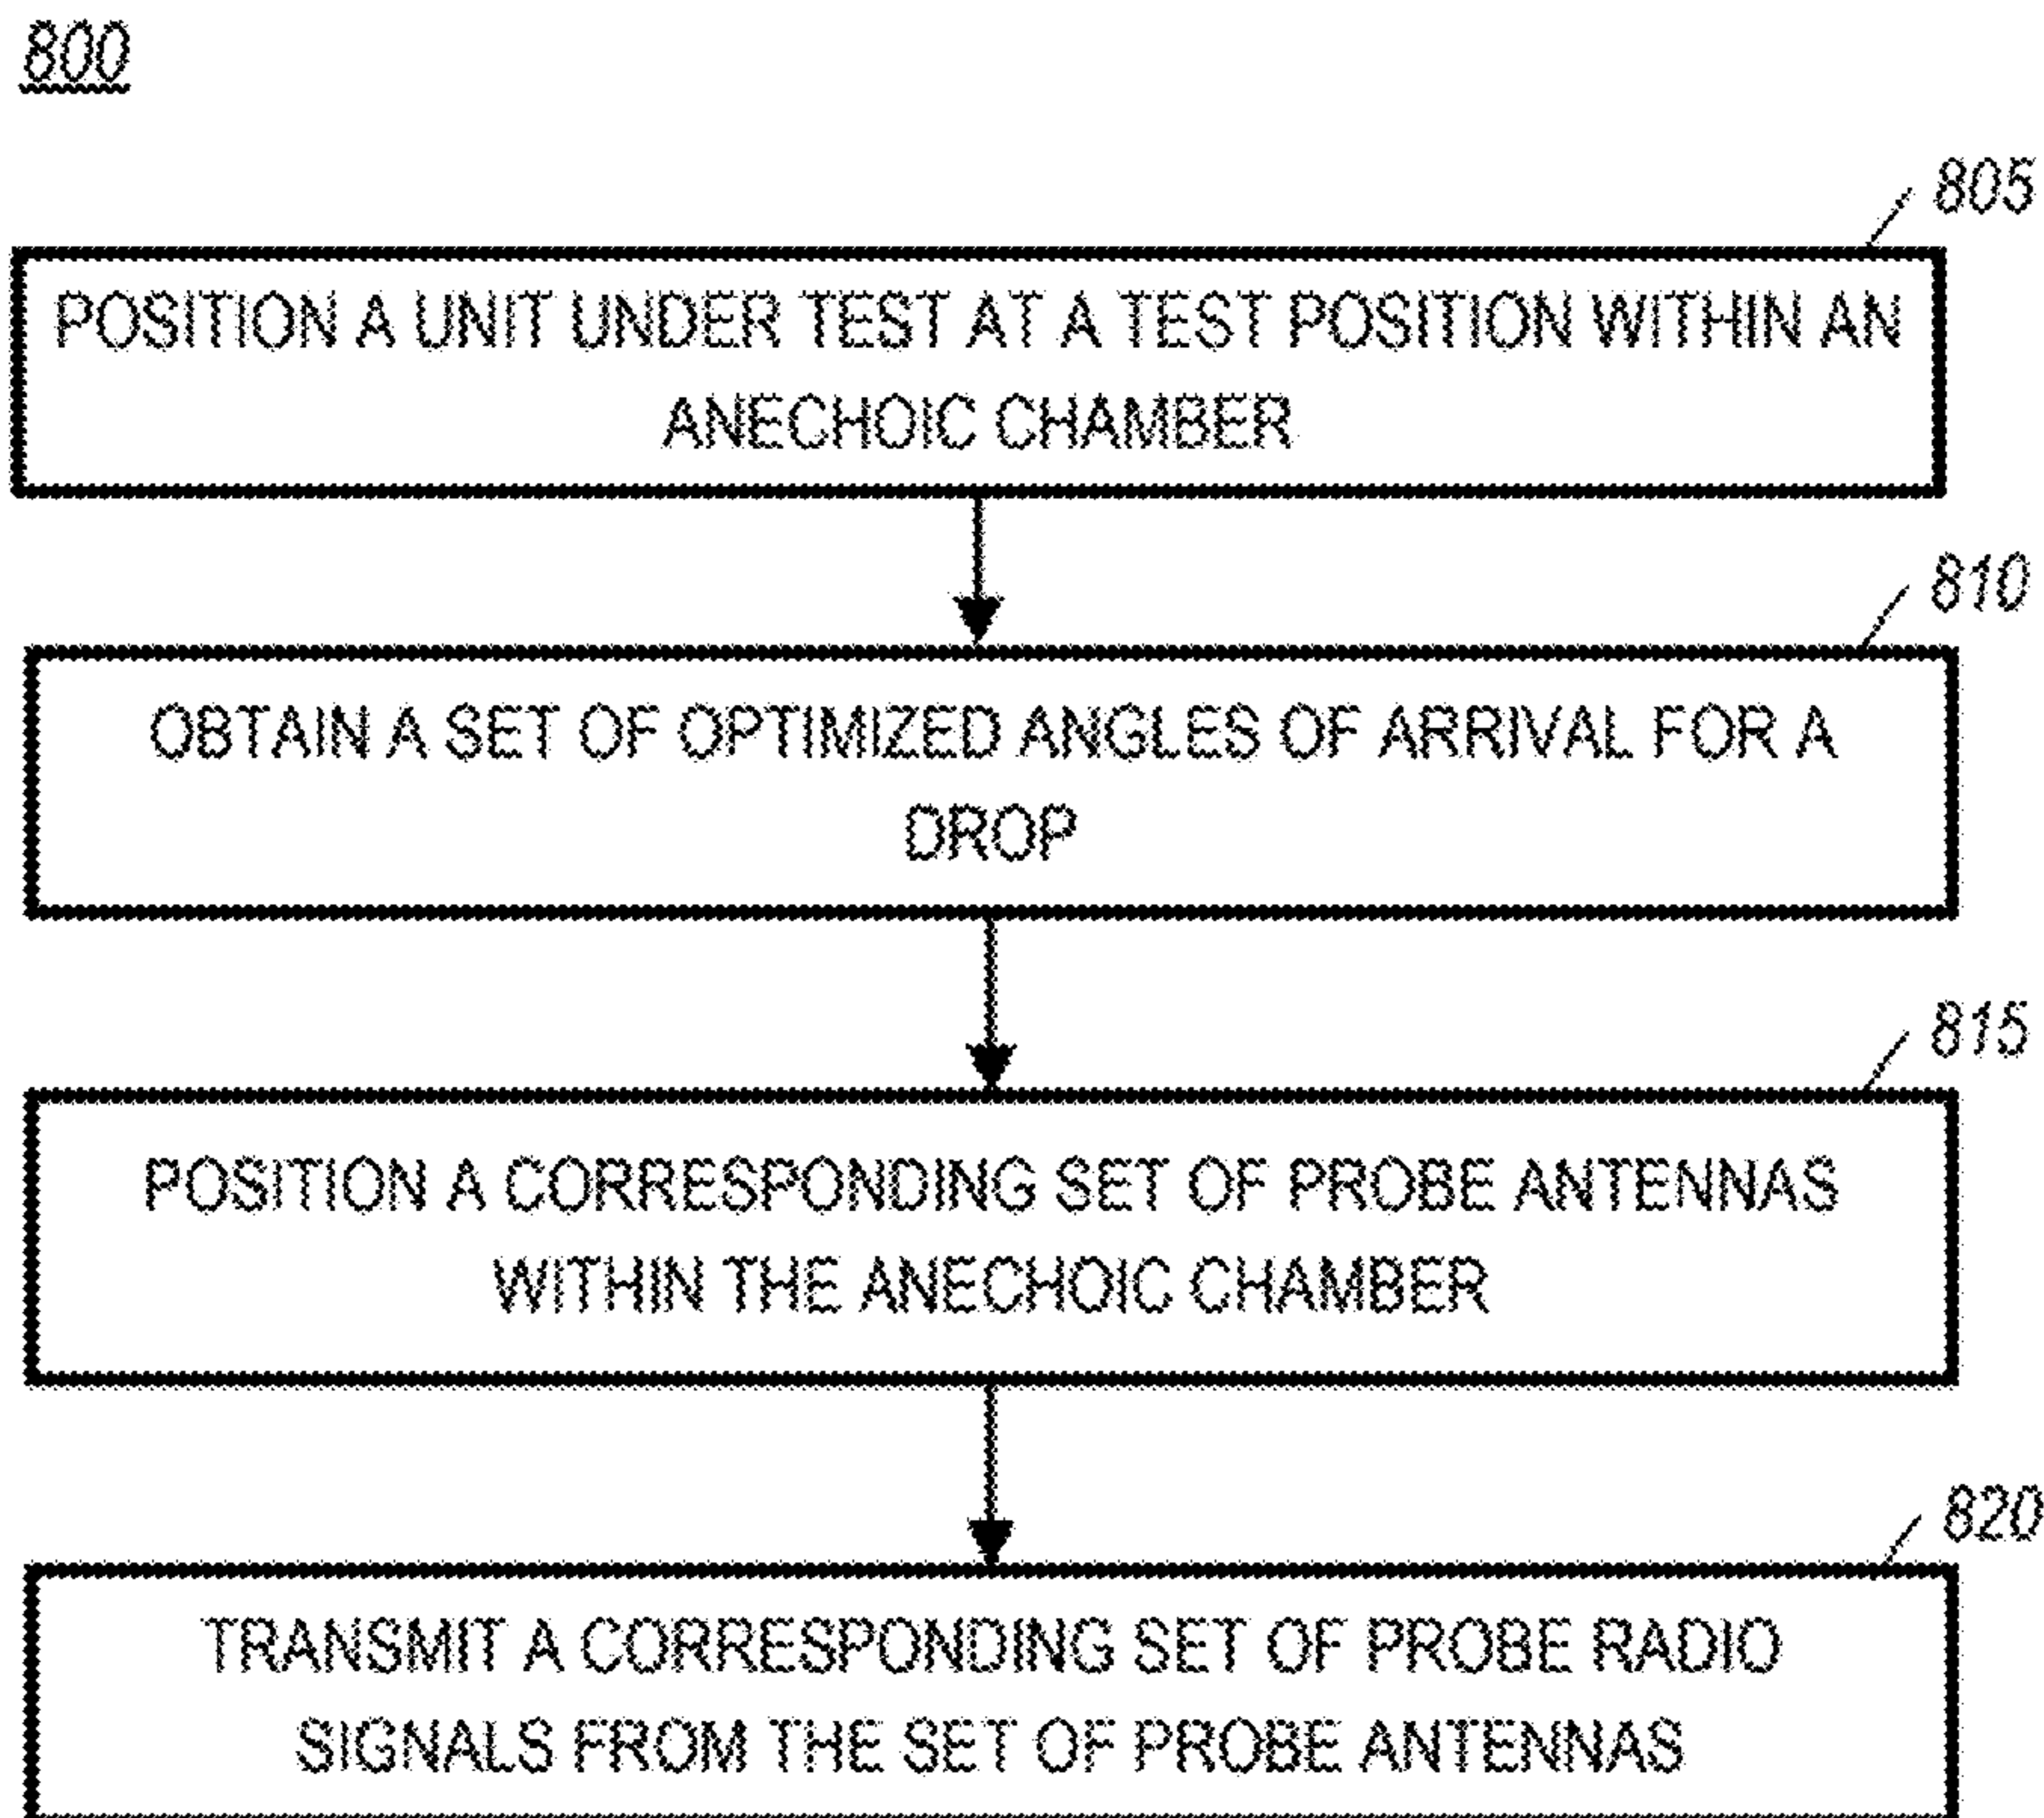 800
805
POSITION A UNIT UNDER TEST AT A TEST POSITION WITHIN AN
ANECHOIC CHAMBER
810
OBTAIN A SET OF OPTIMIZED ANGLES OF ARRIVAL FOR A
DROP
815
POSITION A CORRESPONDING SET OF PROBE ANTENNAS
WITHIN THE ANECHOIC CHAMBER
820
TRANSMIT A CORRESPONDING SET OF PROBE RADIO
SIGNALS FROM THE SET OF PROBE ANTENNAS